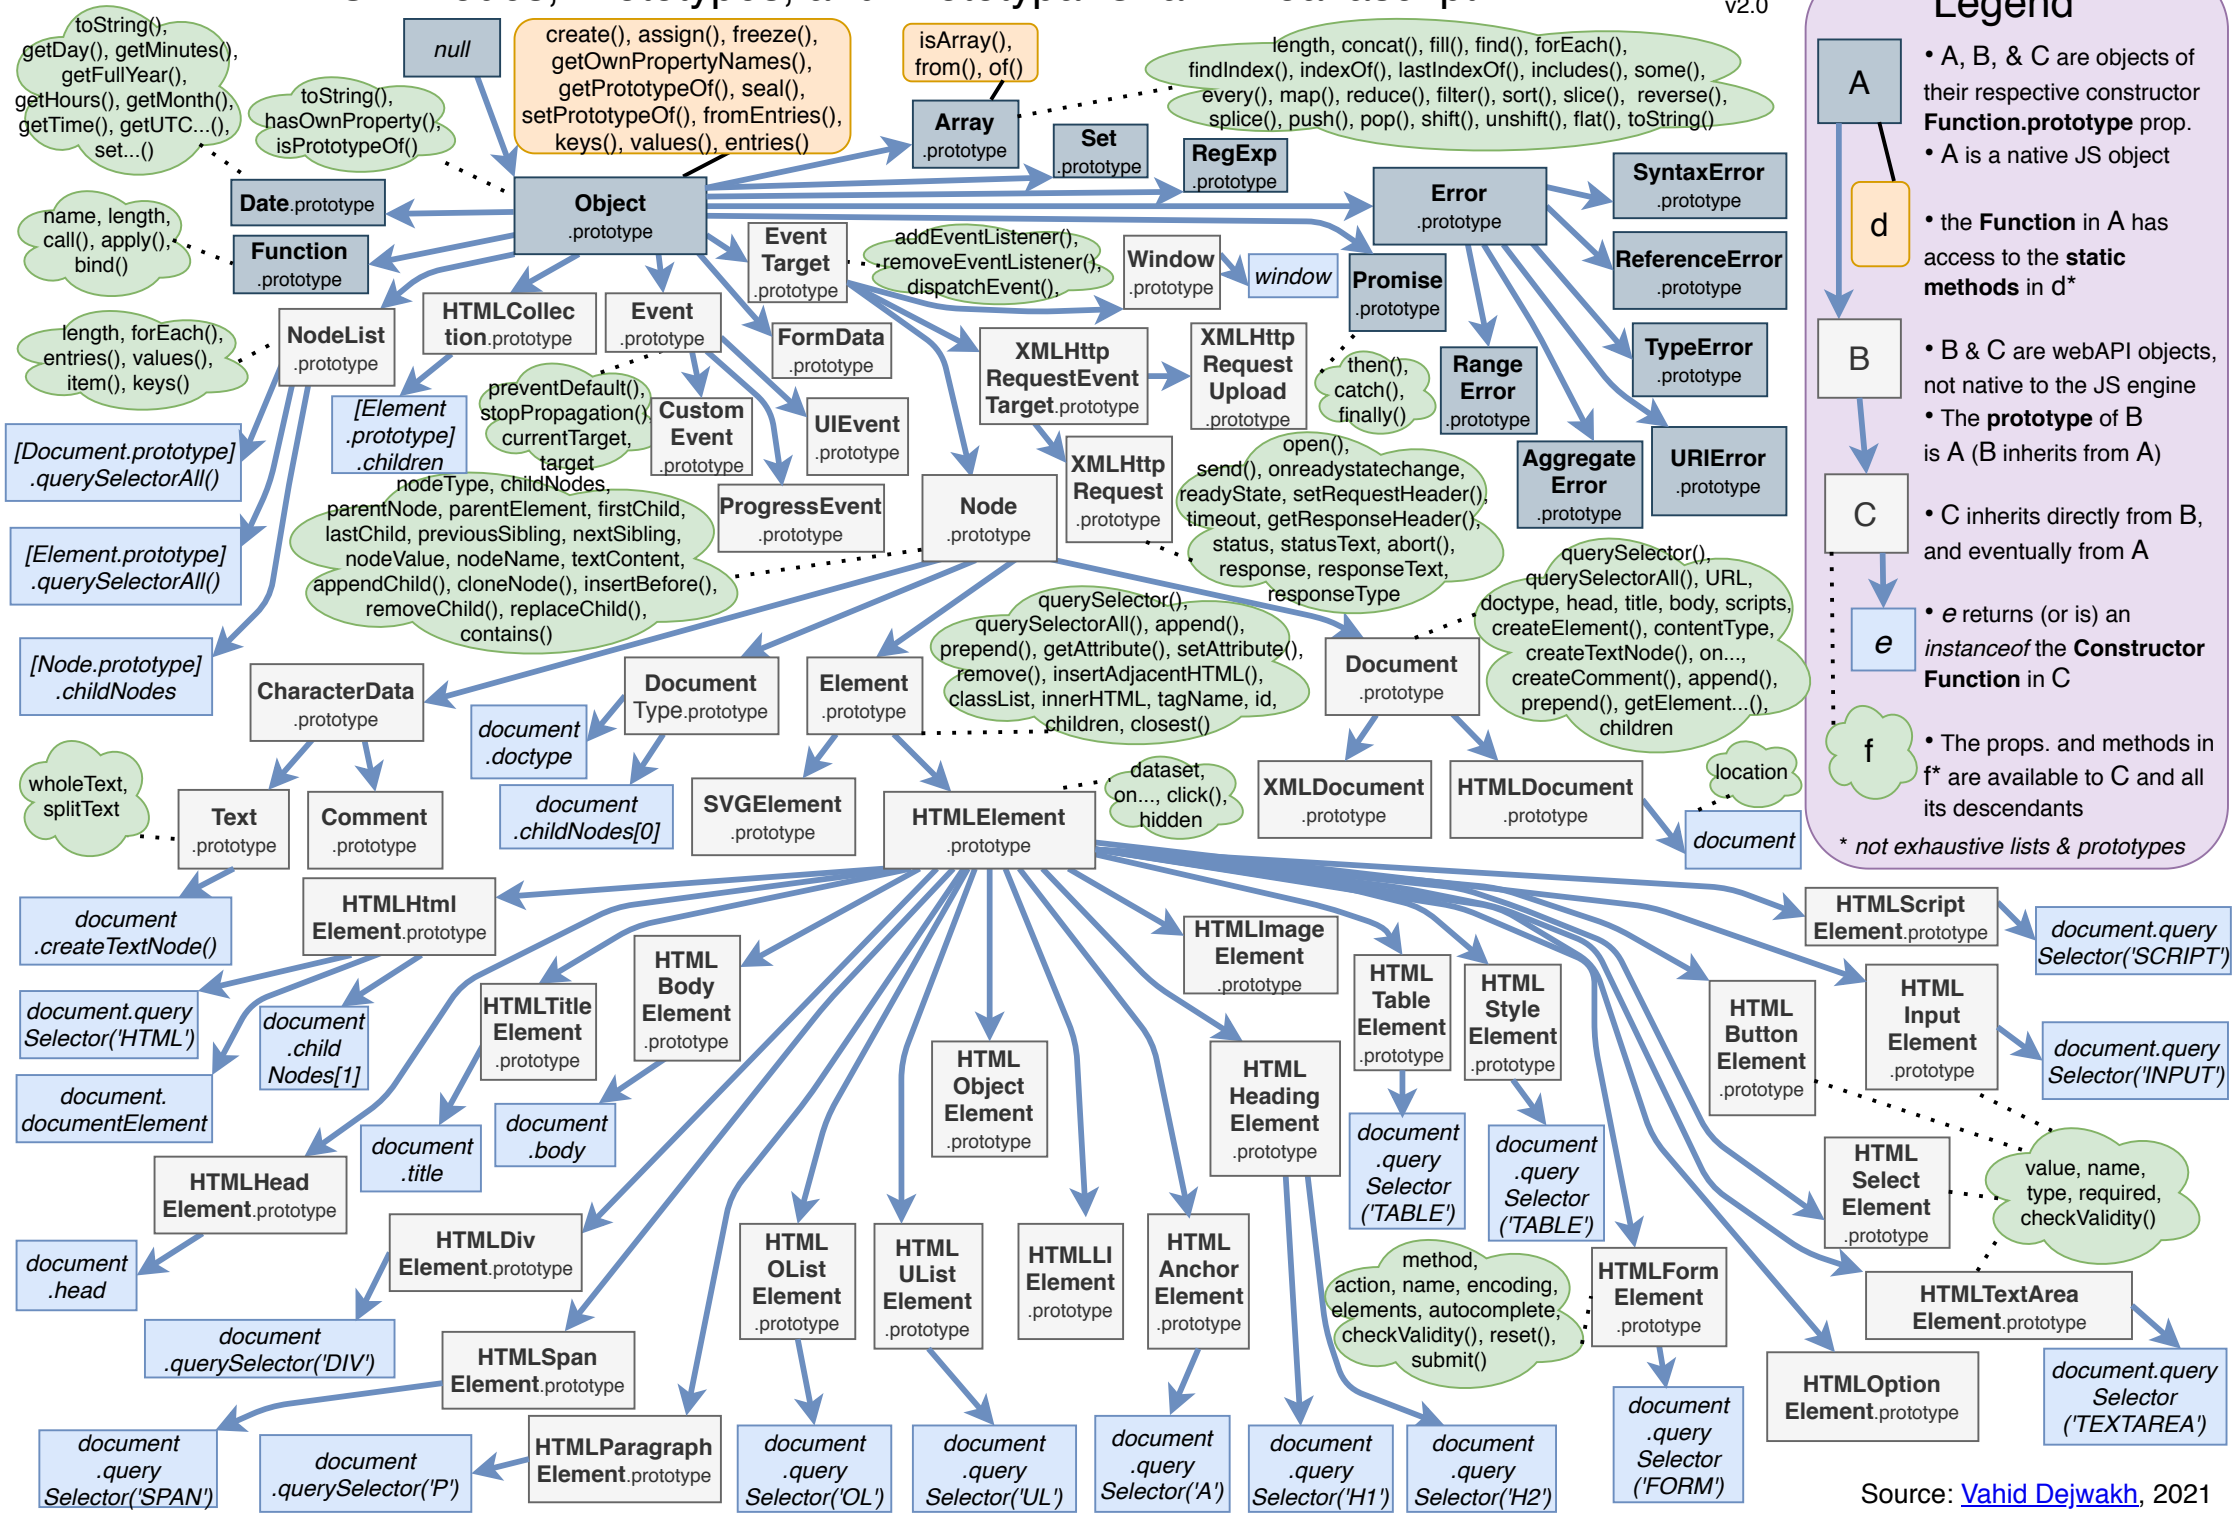 v2.0
Legend
toString(),
getDay(), getMinutes(),
getFullYear(),
getHours(), getMonth(),
getTime(), getUTC...(),
set...()
toString(),
hasOwnProperty(),
isPrototypeOf()
null
create(), assign(), freeze(),
getOwnPropertyNames(),
getPrototypeOf(), seal(),
setPrototypeOf(), fromEntries(),
keys(), values(), entries()
isArray(),
from(), of()
length, concat(), fill(), find(), forEach(),
findIndex(), indexOf(), lastIndexOf(), includes(), some(),
every(), map(), reduce(), filter(), sort(), slice(), reverse(),
splice(), push(), pop(), shift(), unshift(), flat(), toString()
Array
.prototype
Set
.prototype
RegExp
.prototype
Error
.prototype
SyntaxError
.prototype
ReferenceError
.prototype
TypeError
.prototype
URIError
.prototype
Aggregate
Error
.prototype
Range
Error
.prototype
Promise
.prototype
then(),
catch(),
finally()
Date.prototype
Object
.prototype
name, length,
call(), apply(),
bind()
Function
.prototype
Event
Target
.prototype
addEventListener(),
removeEventListener(),
dispatchEvent(),
Window
.prototype
window
length, forEach(),
entries(), values(),
item(), keys()
NodeList
.prototype
HTMLCollec
tion.prototype
Event
.prototype
FormData
.prototype
XMLHttp
RequestEvent
Target.prototype
XMLHttp
Request
Upload
.prototype
[Element
.prototype]
.children
preventDefault(),
stopPropagation(),
currentTarget,
target
Custom
Event
.prototype
UIEvent
.prototype
ProgressEvent
.prototype
XMLHttp
Request
.prototype
open(),
send(), onreadystatechange,
readyState, setRequestHeader(),
timeout, getResponseHeader(),
status, statusText, abort(),
response, responseText,
responseType
[Document.prototype]
.querySelectorAll()
[Element.prototype]
.querySelectorAll()
[Node.prototype]
.childNodes
nodeType, childNodes,
parentNode, parentElement, firstChild,
lastChild, previousSibling, nextSibling,
nodeValue, nodeName, textContent,
appendChild(), cloneNode(), insertBefore(),
removeChild(), replaceChild(),
contains()
Node
.prototype
querySelector(),
querySelectorAll(), append(),
prepend(), getAttribute(), setAttribute(),
remove(), insertAdjacentHTML(),
classList, innerHTML, tagName, id,
children, closest()
querySelector(),
querySelectorAll(), URL,
doctype, head, title, body, scripts,
createElement(), contentType,
createTextNode(), on...,
createComment(), append(),
prepend(), getElement...(),
children
CharacterData
.prototype
Document
Type.prototype
Element
.prototype
Document
.prototype
document
.doctype
document
.childNodes[0]
wholeText,
splitText
Text
.prototype
Comment
.prototype
SVGElement
.prototype
HTMLElement
.prototype
dataset,
on..., click(),
hidden
XMLDocument
.prototype
HTMLDocument
.prototype
location
document
document
.createTextNode()
HTMLHtml
Element.prototype
document.query
Selector('HTML')
document.
documentElement
document
.child
Nodes[1]
HTMLTitle
Element
.prototype
document
.title
HTML
Body
Element
.prototype
document
.body
HTMLHead
Element.prototype
document
.head
HTMLDiv
Element.prototype
document
.querySelector('DIV')
HTMLSpan
Element.prototype
document
.query
Selector('SPAN')
HTMLParagraph
Element.prototype
document
.querySelector('P')
HTML
OList
Element
.prototype
document
.query
Selector('OL')
HTML
UList
Element
.prototype
document
.query
Selector('UL')
HTML
Object
Element
.prototype
HTMLLI
Element
.prototype
HTML
Anchor
Element
.prototype
document
.query
Selector('A')
HTMLImage
Element
.prototype
HTML
Heading
Element
.prototype
document
.query
Selector('H1')
document
.query
Selector('H2')
HTML
Table
Element
.prototype
document
.query
Selector
('TABLE')
HTML
Style
Element
.prototype
document
.query
Selector
('TABLE')
method,
action, name, encoding,
elements, autocomplete,
checkValidity(), reset(),
submit()
HTMLForm
Element
.prototype
document
.query
Selector
('FORM')
HTML
Button
Element
.prototype
HTMLScript
Element.prototype
document.query
Selector('SCRIPT')
HTML
Input
Element
.prototype
document.query
Selector('INPUT')
HTML
Select
Element
.prototype
value, name,
type, required,
checkValidity()
HTMLTextArea
Element.prototype
document.query
Selector
('TEXTAREA')
HTMLOption
Element.prototype
A
• A, B, & C are objects of
their respective constructor
Function.prototype prop.
• A is a native JS object
d
• the Function in A has
access to the static
methods in d*
B
• B & C are webAPI objects,
not native to the JS engine
• The prototype of B
is A (B inherits from A)
C
• C inherits directly from B,
and eventually from A
e
• e returns (or is) an
instanceof the Constructor
Function in C
f
• The props. and methods in
f* are available to C and all
its descendants
* not exhaustive lists & prototypes
Source: Vahid Dejwakh, 2021